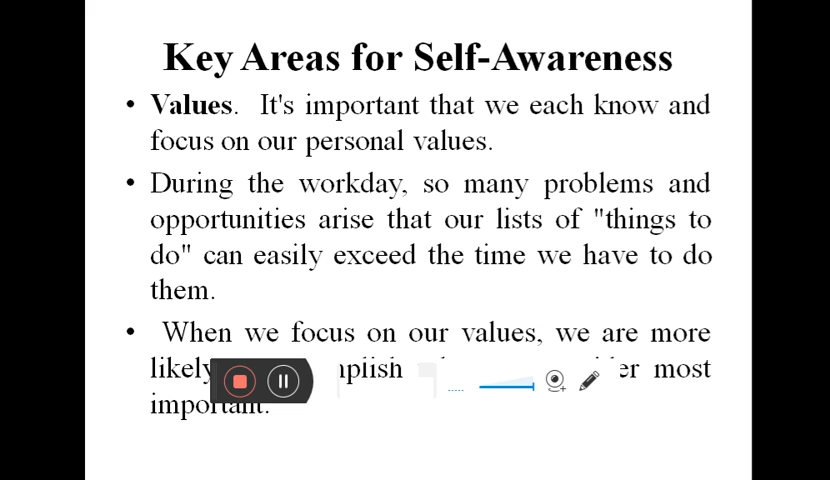 Key Areas for Self-Awareness
• Values. It's important that we each know and
focus on our personal values.
• During the workday, so many problems and
opportunities arise that our lists of "things to
do" can easily exceed the time we have to do
them.
• When we focus on our values, we are more
likely most
important.